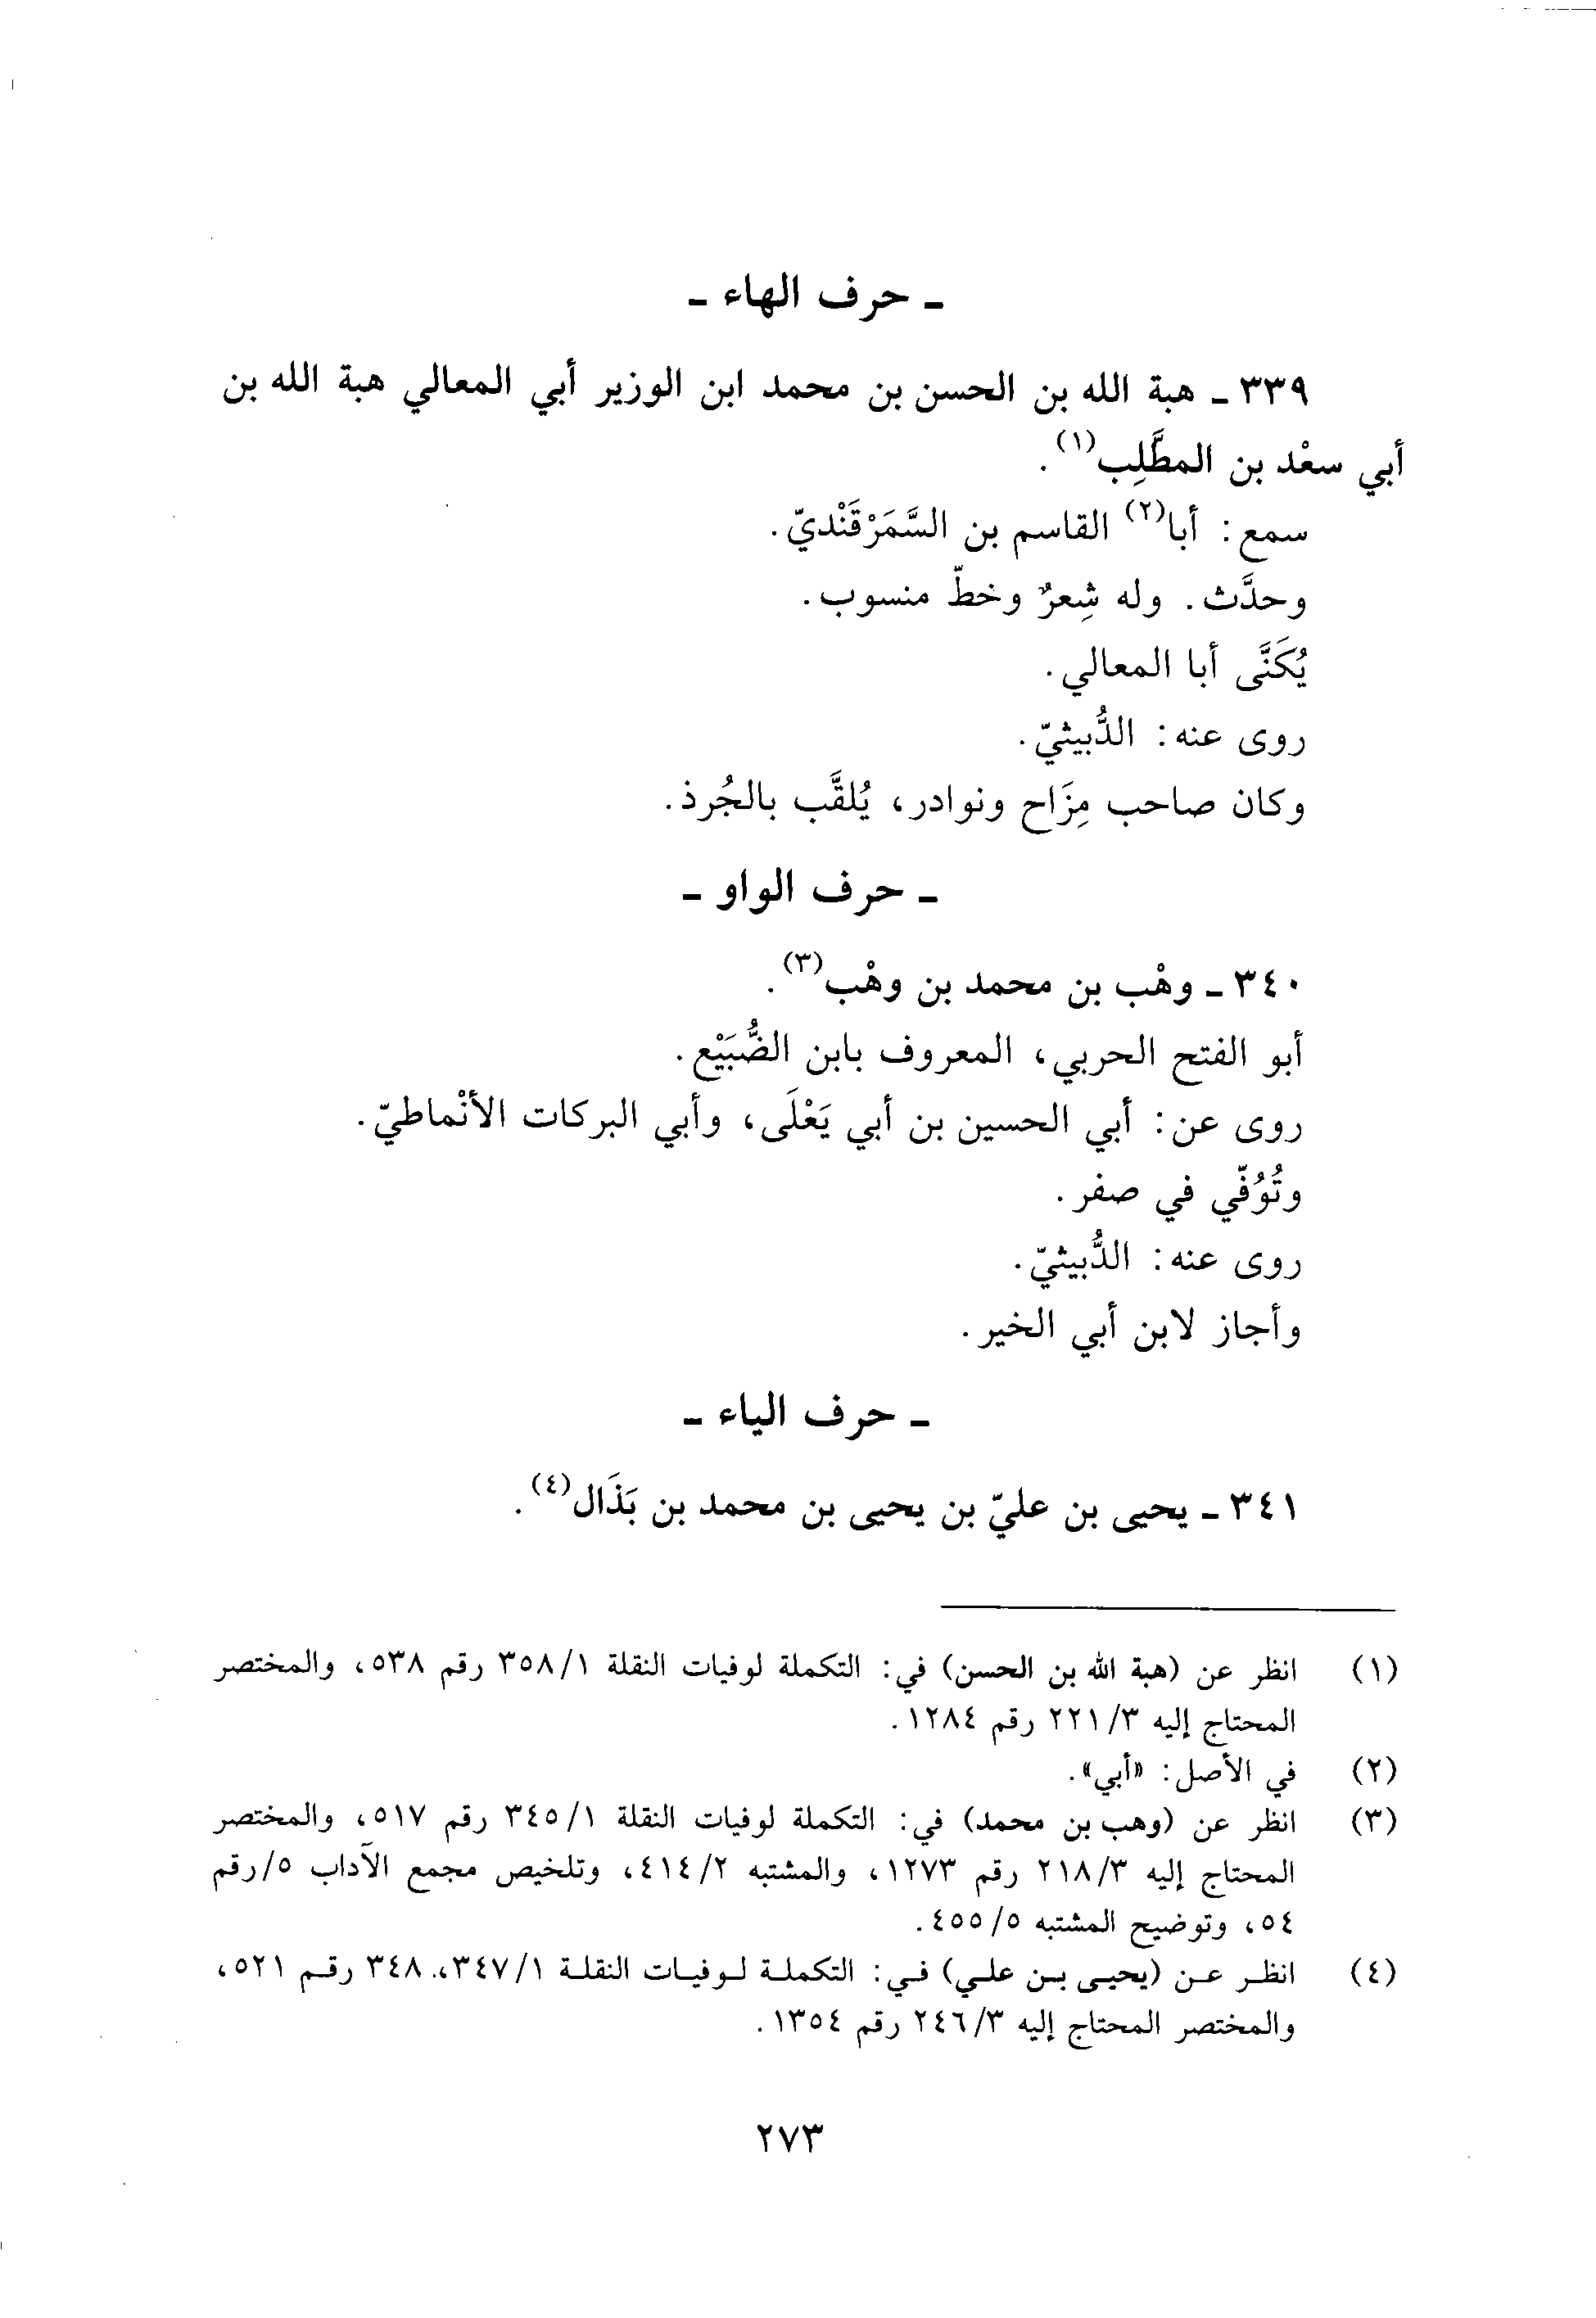 ـ حرف الهاء ـ
٣٣٩ ـ هبة الله بن الحسن بن محمد ابن الوزير أبي المعالي هبة الله بن
أبي سعْد بن المطَّلِب(١).
سمع: أبا(٢) القاسم بن السَّمَرْقَنْديّ.
وحدَّث. وله شِعرٌ وخطّ منسوب.
يُكَنَّى أبا المعالي.
روى عنه: الدُّبيثيّ.
وكان صاحب مِزَاح ونوادر، يُلقَّب بالجُرذ.
ـ حرف الواو ـ
٣٤٠ ـ وهْب بن محمد بن وهْب(٣).
أبو الفتح الحربي، المعروف بابن الضُّبَيْع.
روى عن: أبي الحسين بن أبي يَعْلَى، وأبي البركات الأنْماطيّ.
وتُوُفّي في صفر.
روى عنه: الدُّبيثيّ.
وأجاز لابن أبي الخير.
ـ حرف الياء ـ
٣٤١ ـ يحيى بن عليّ بن يحيى بن محمد بن بَذَال(٤).
(١) انظر عن (هبة الله بن الحسن) في: التكملة لوفيات النقلة ٣٥٨/١ رقم ٥٣٨، والمختصر
المحتاج إليه ٢٢١/٣ رقم ١٢٨٤.
(٢) في الأصل: «أبي».
(٣) انظر عن (وهب بن محمد) في: التكملة لوفيات النقلة ٣٤٥/١ رقم ٥١٧، والمختصر
المحتاج إليه ٢١٨/٣ رقم ١٢٧٣، والمشتبه ٤١٤/٢، وتلخيص مجمع الآداب ٥/رقم
٥٤، وتوضيح المشتبه ٤٥٥/٥.
(٤) انظر عن (يحيى بن علي) في: التكملة لوفيات النقلة ٣٤٧/١، ٣٤٨ رقم ٥٢١،
والمختصر المحتاج إليه ٢٤٦/٣ رقم ١٣٥٤.
٢٧٣